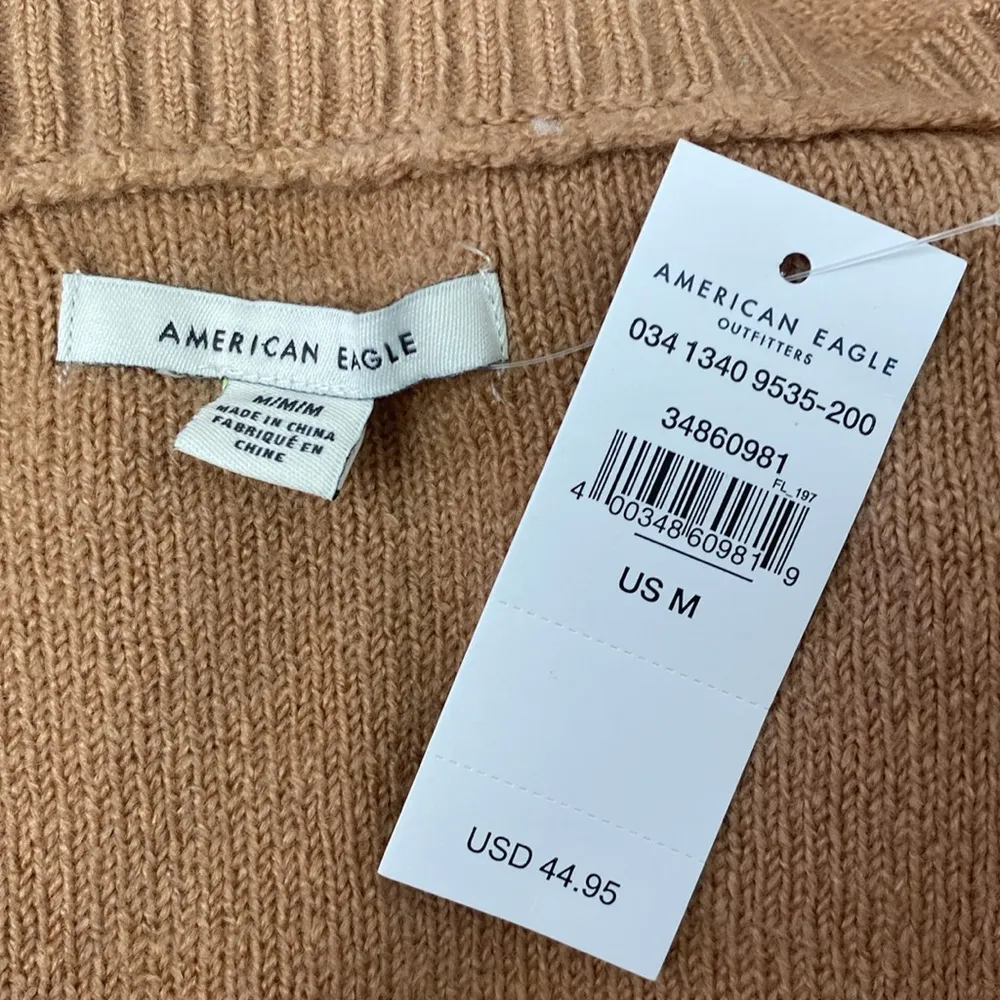 AMERICAN EAGLE
M/M/M
MADE IN CHINA
FABRIQUÉ EN
CHINE
AMERICAN EAGLE
OUTFITTERS
034 1340 9535-200
34860981
FL_197
4 00348 60981 9
US M
USD 44.95